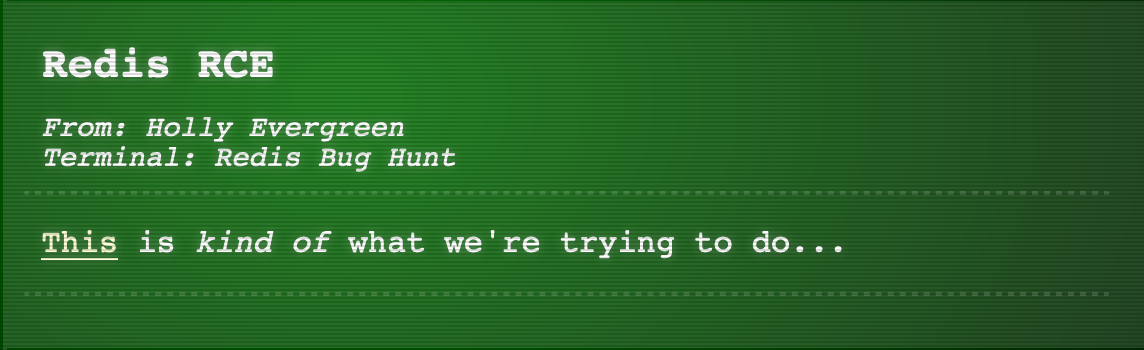 Redis RCE
From: Holly Evergreen
Terminal: Redis Bug Hunt
This is kind of what we're trying to do...